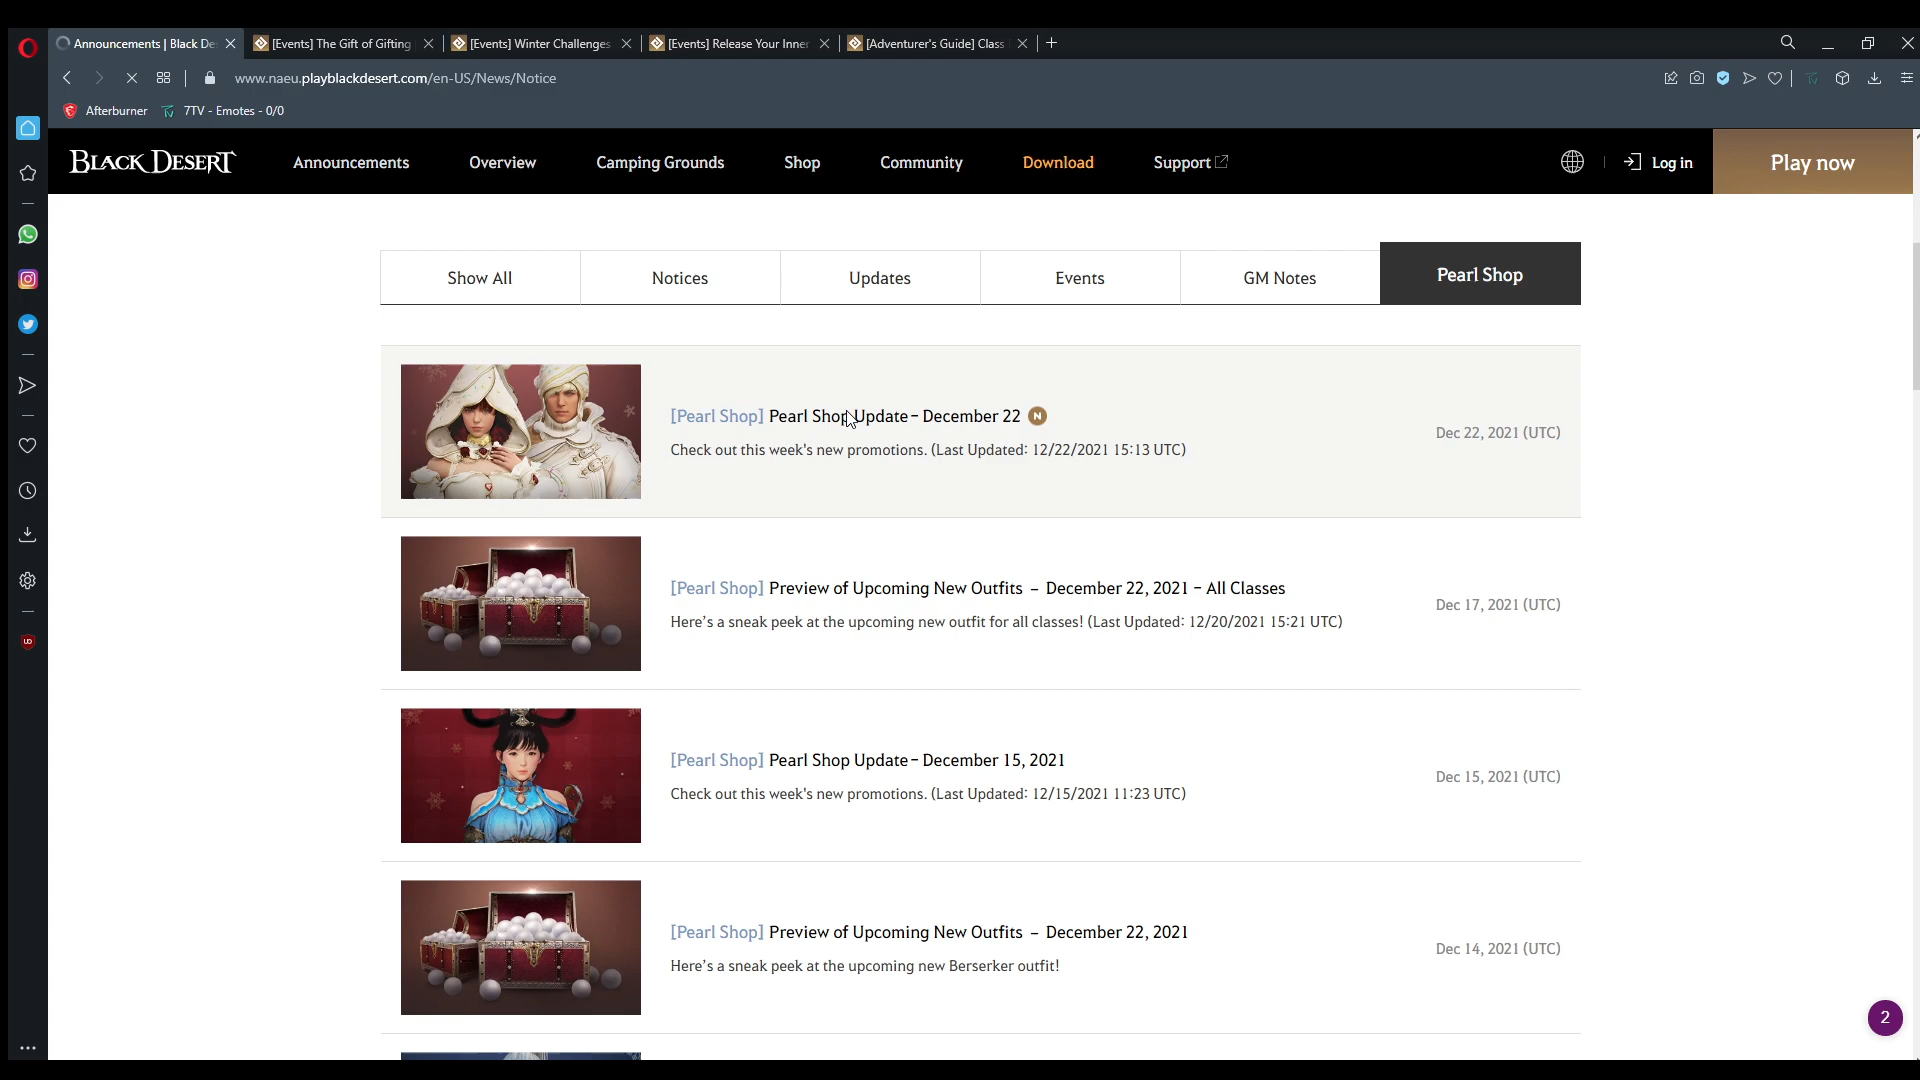 Announcements | Black De
[Events] The Gift of Gifting
[Events] Winter Challenges
[Events] Release Your Inner
[Adventurer's Guide] Class
www.naeu.playblackdesert.com/en-US/News/Notice
Afterburner
7TV - Emotes - 0/0
BLACK DESERT
Announcements
Overview
Camping Grounds
Shop
Community
Download
Support
Log in
Play now
Show All
Notices
Updates
Events
GM Notes
Pearl Shop
[Pearl Shop] Pearl Shop Update - December 22 N
Check out this week's new promotions. (Last Updated: 12/22/2021 15:13 UTC)
Dec 22, 2021 (UTC)
[Pearl Shop] Preview of Upcoming New Outfits – December 22, 2021 - All Classes
Here's a sneak peek at the upcoming new outfit for all classes! (Last Updated: 12/20/2021 15:21 UTC)
Dec 17, 2021 (UTC)
[Pearl Shop] Pearl Shop Update - December 15, 2021
Check out this week's new promotions. (Last Updated: 12/15/2021 11:23 UTC)
Dec 15, 2021 (UTC)
[Pearl Shop] Preview of Upcoming New Outfits – December 22, 2021
Here's a sneak peek at the upcoming new Berserker outfit!
Dec 14, 2021 (UTC)
2